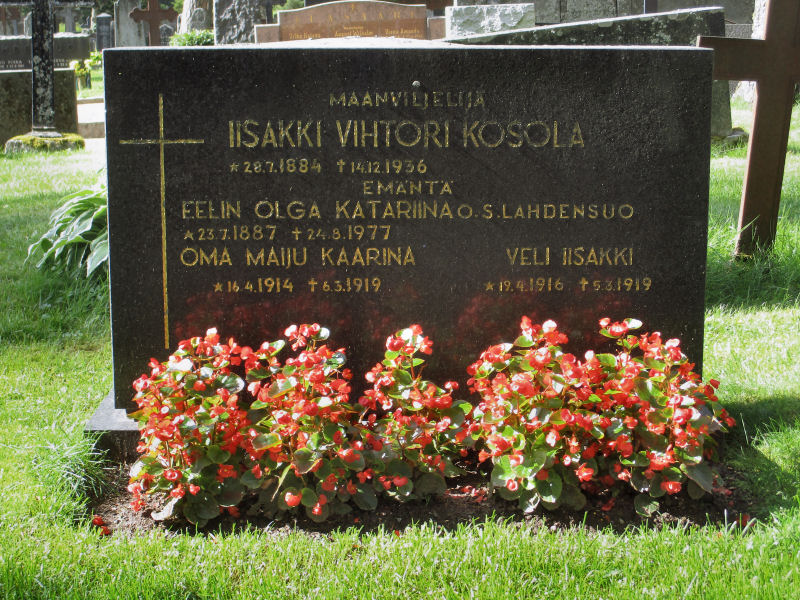 MAANVILJELIJÄ
IISAKKI VIHTORI KOSOLA
*28.7.1884 †14.12.1936
EMÄNTÄ
EELIN OLGA KATARIINA O.S. LAHDENSUO
*23.7.1887 †24.8.1977
OMA MAIJU KAARINA VELI IISAKKI
*16.4.1914 †6.3.1919 *19.4.1916 †5.3.1919